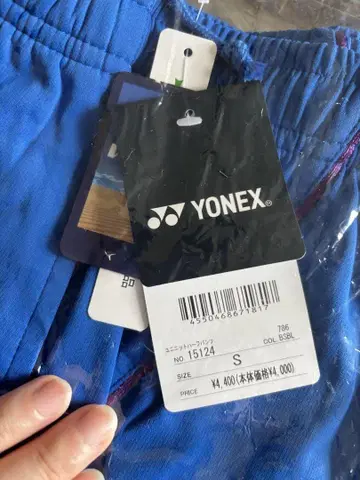 YONEX®
4550468671817
ユニニットハーフパンツ
786
NO. 15124
COL. BSBL
SIZE
S
PRICE
¥4,400(本体価格¥4,000)